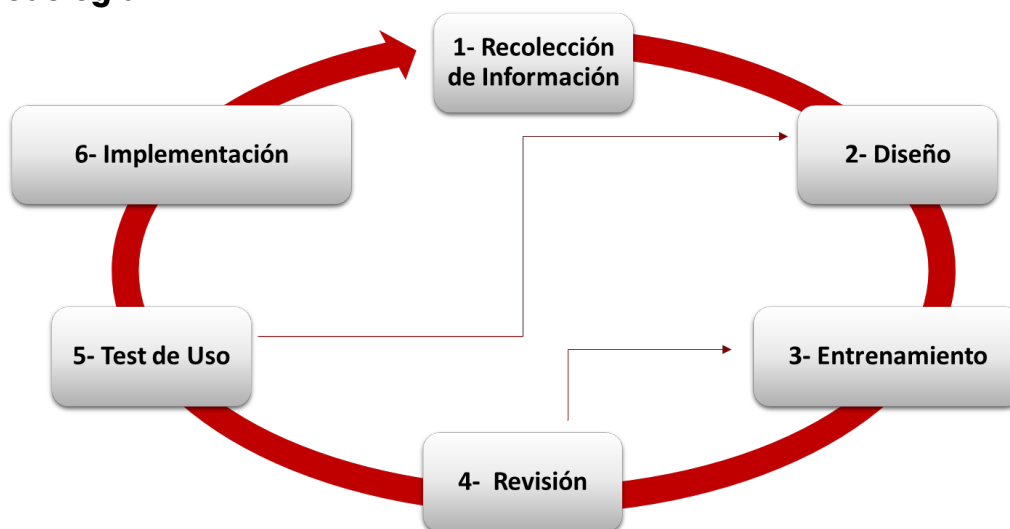 1- Recolección
de Información
2- Diseño
3- Entrenamiento
4- Revisión
5- Test de Uso
6- Implementación